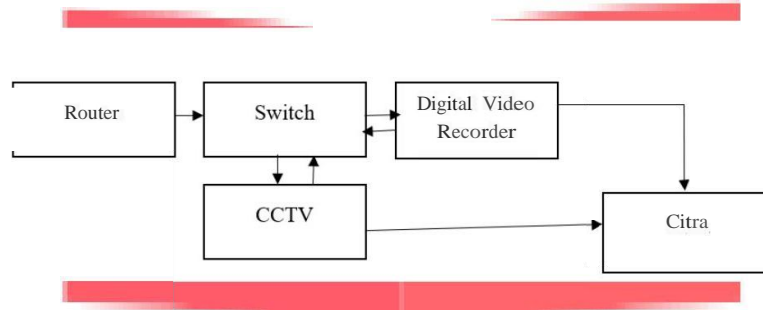 Router
Switch
Digital Video
Recorder
CCTV
Citra